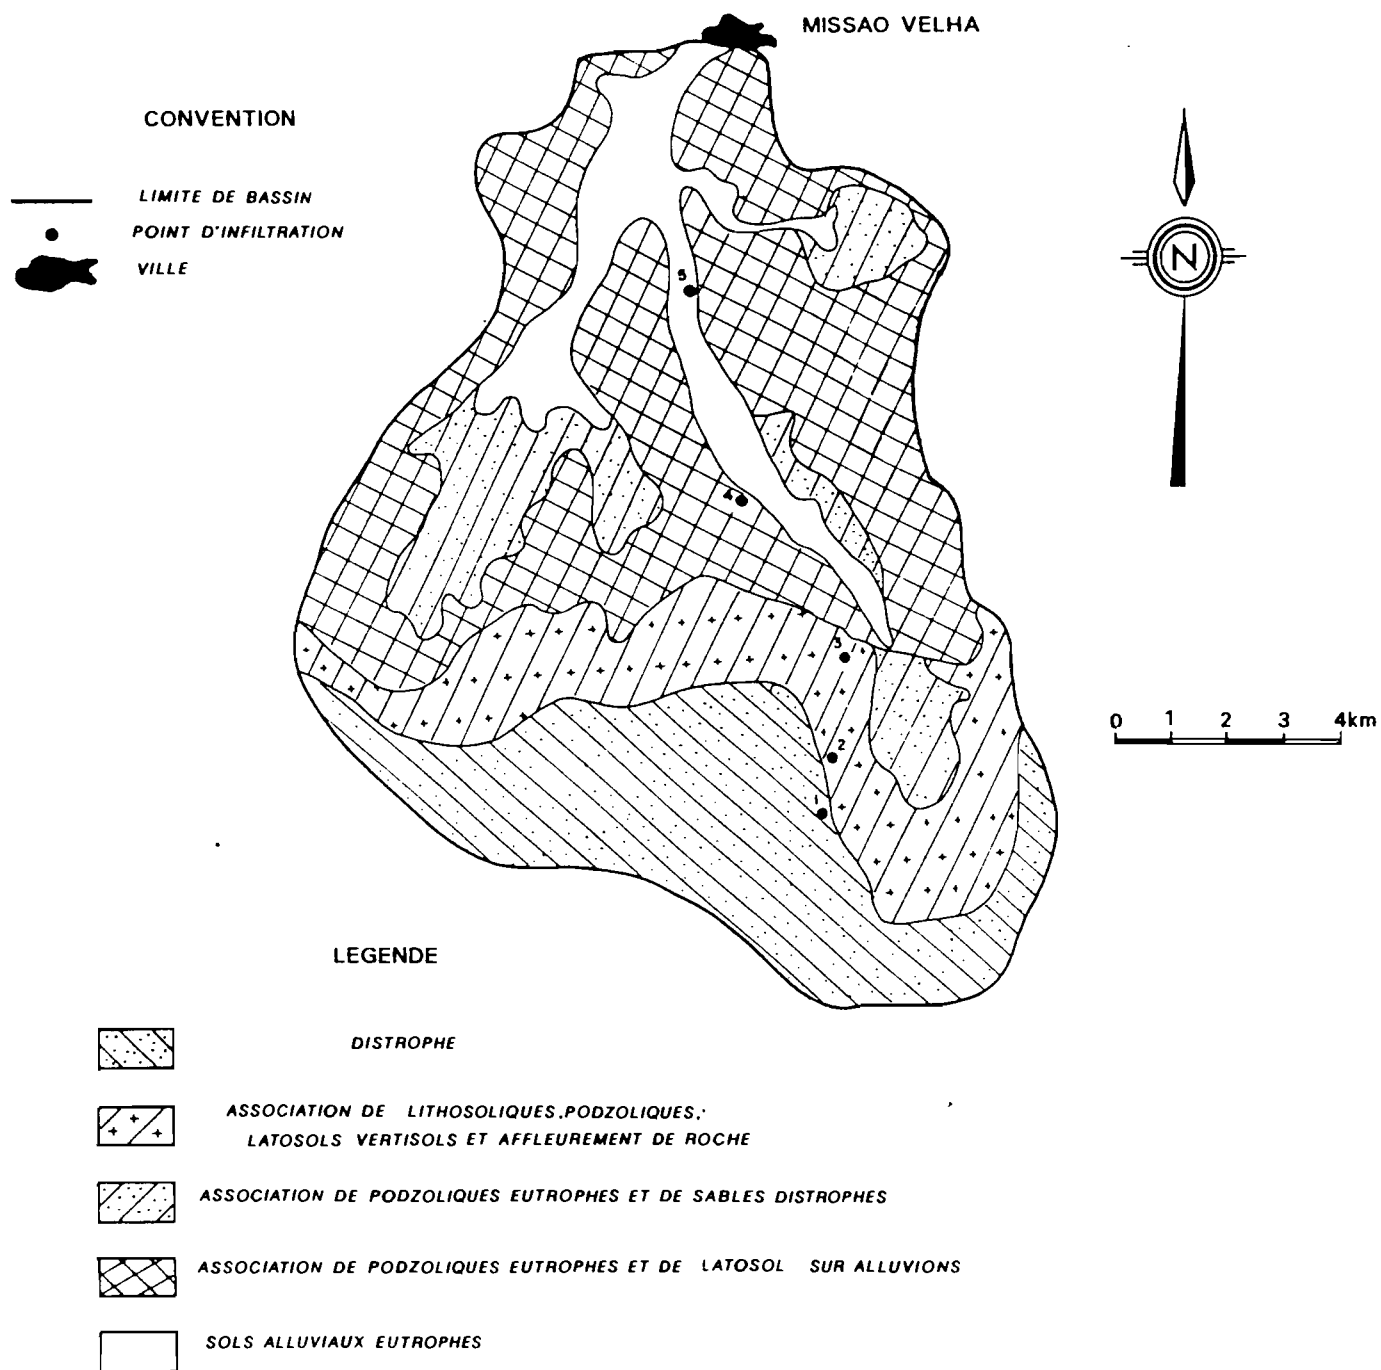 MISSAO VELHA
CONVENTION
LIMITE DE BASSIN
POINT D'INFILTRATION
VILLE
N
5
4
3
2
1
0 1 2 3 4km
LEGENDE
DISTROPHE
ASSOCIATION DE LITHOSOLIQUES, PODZOLIQUES,
LATOSOLS VERTISOLS ET AFFLEUREMENT DE ROCHE
ASSOCIATION DE PODZOLIQUES EUTROPHES ET DE SABLES DISTROPHES
ASSOCIATION DE PODZOLIQUES EUTROPHES ET DE LATOSOL SUR ALLUVIONS
SOLS ALLUVIAUX EUTROPHES